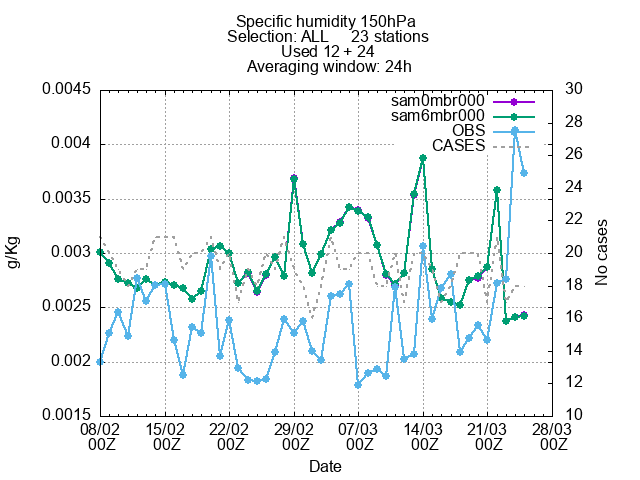 Specific humidity 150hPa
Selection: ALL 23 stations
Used 12 + 24
Averaging window: 24h
sam0mbr000
sam6mbr000
OBS
CASES
0.0045
0.004
0.0035
0.003
0.0025
0.002
0.0015
30
28
26
24
22
20
18
16
14
12
10
g/Kg
No cases
08/02 15/02 22/02 29/02 07/03 14/03 21/03 28/03
00Z 00Z 00Z 00Z 00Z 00Z 00Z 00Z
Date